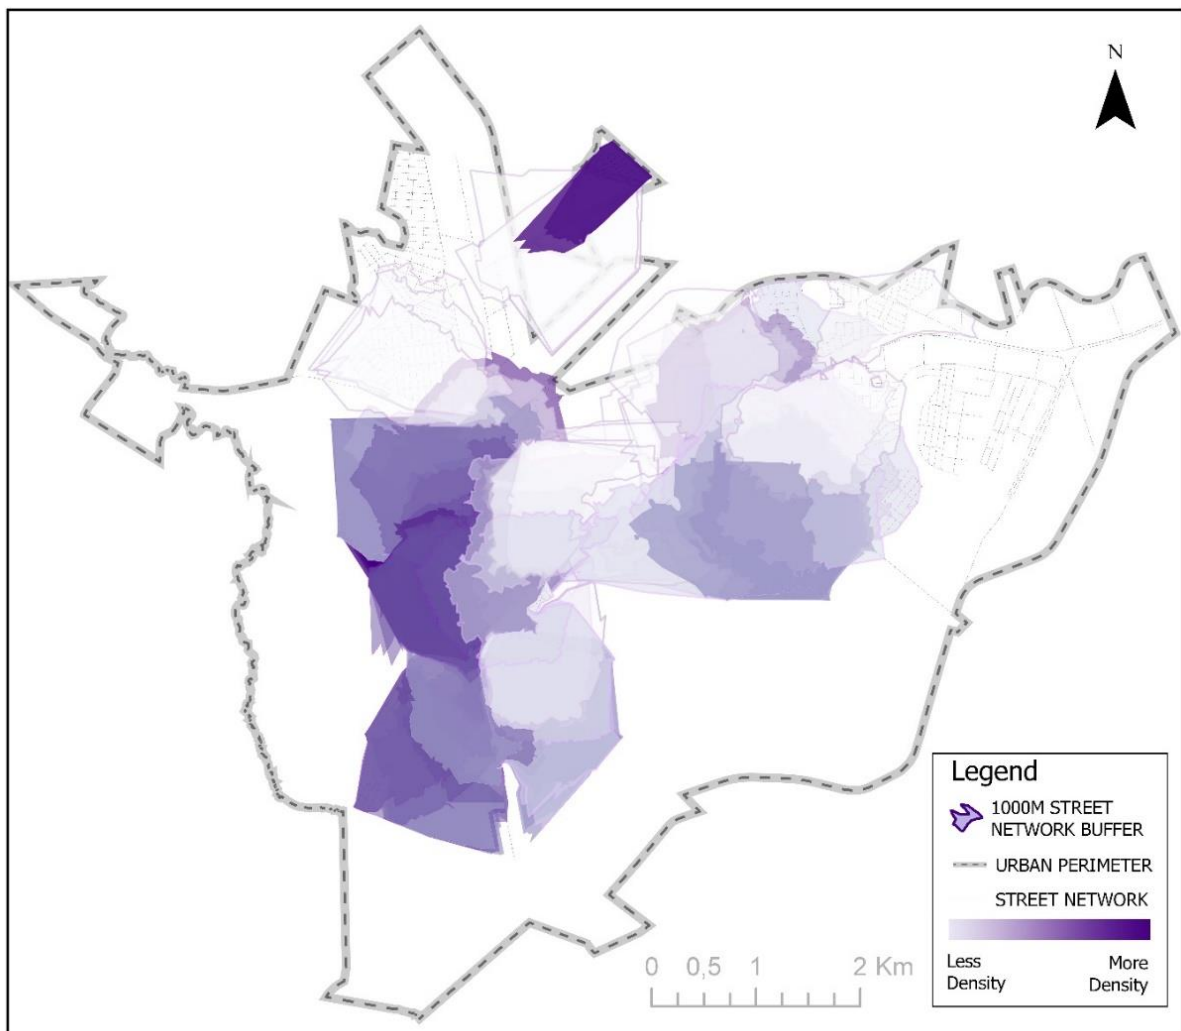 N
Legend
1000M STREET
NETWORK BUFFER
URBAN PERIMETER
STREET NETWORK
Less
Density
More
Density
0 0,5 1 2 Km